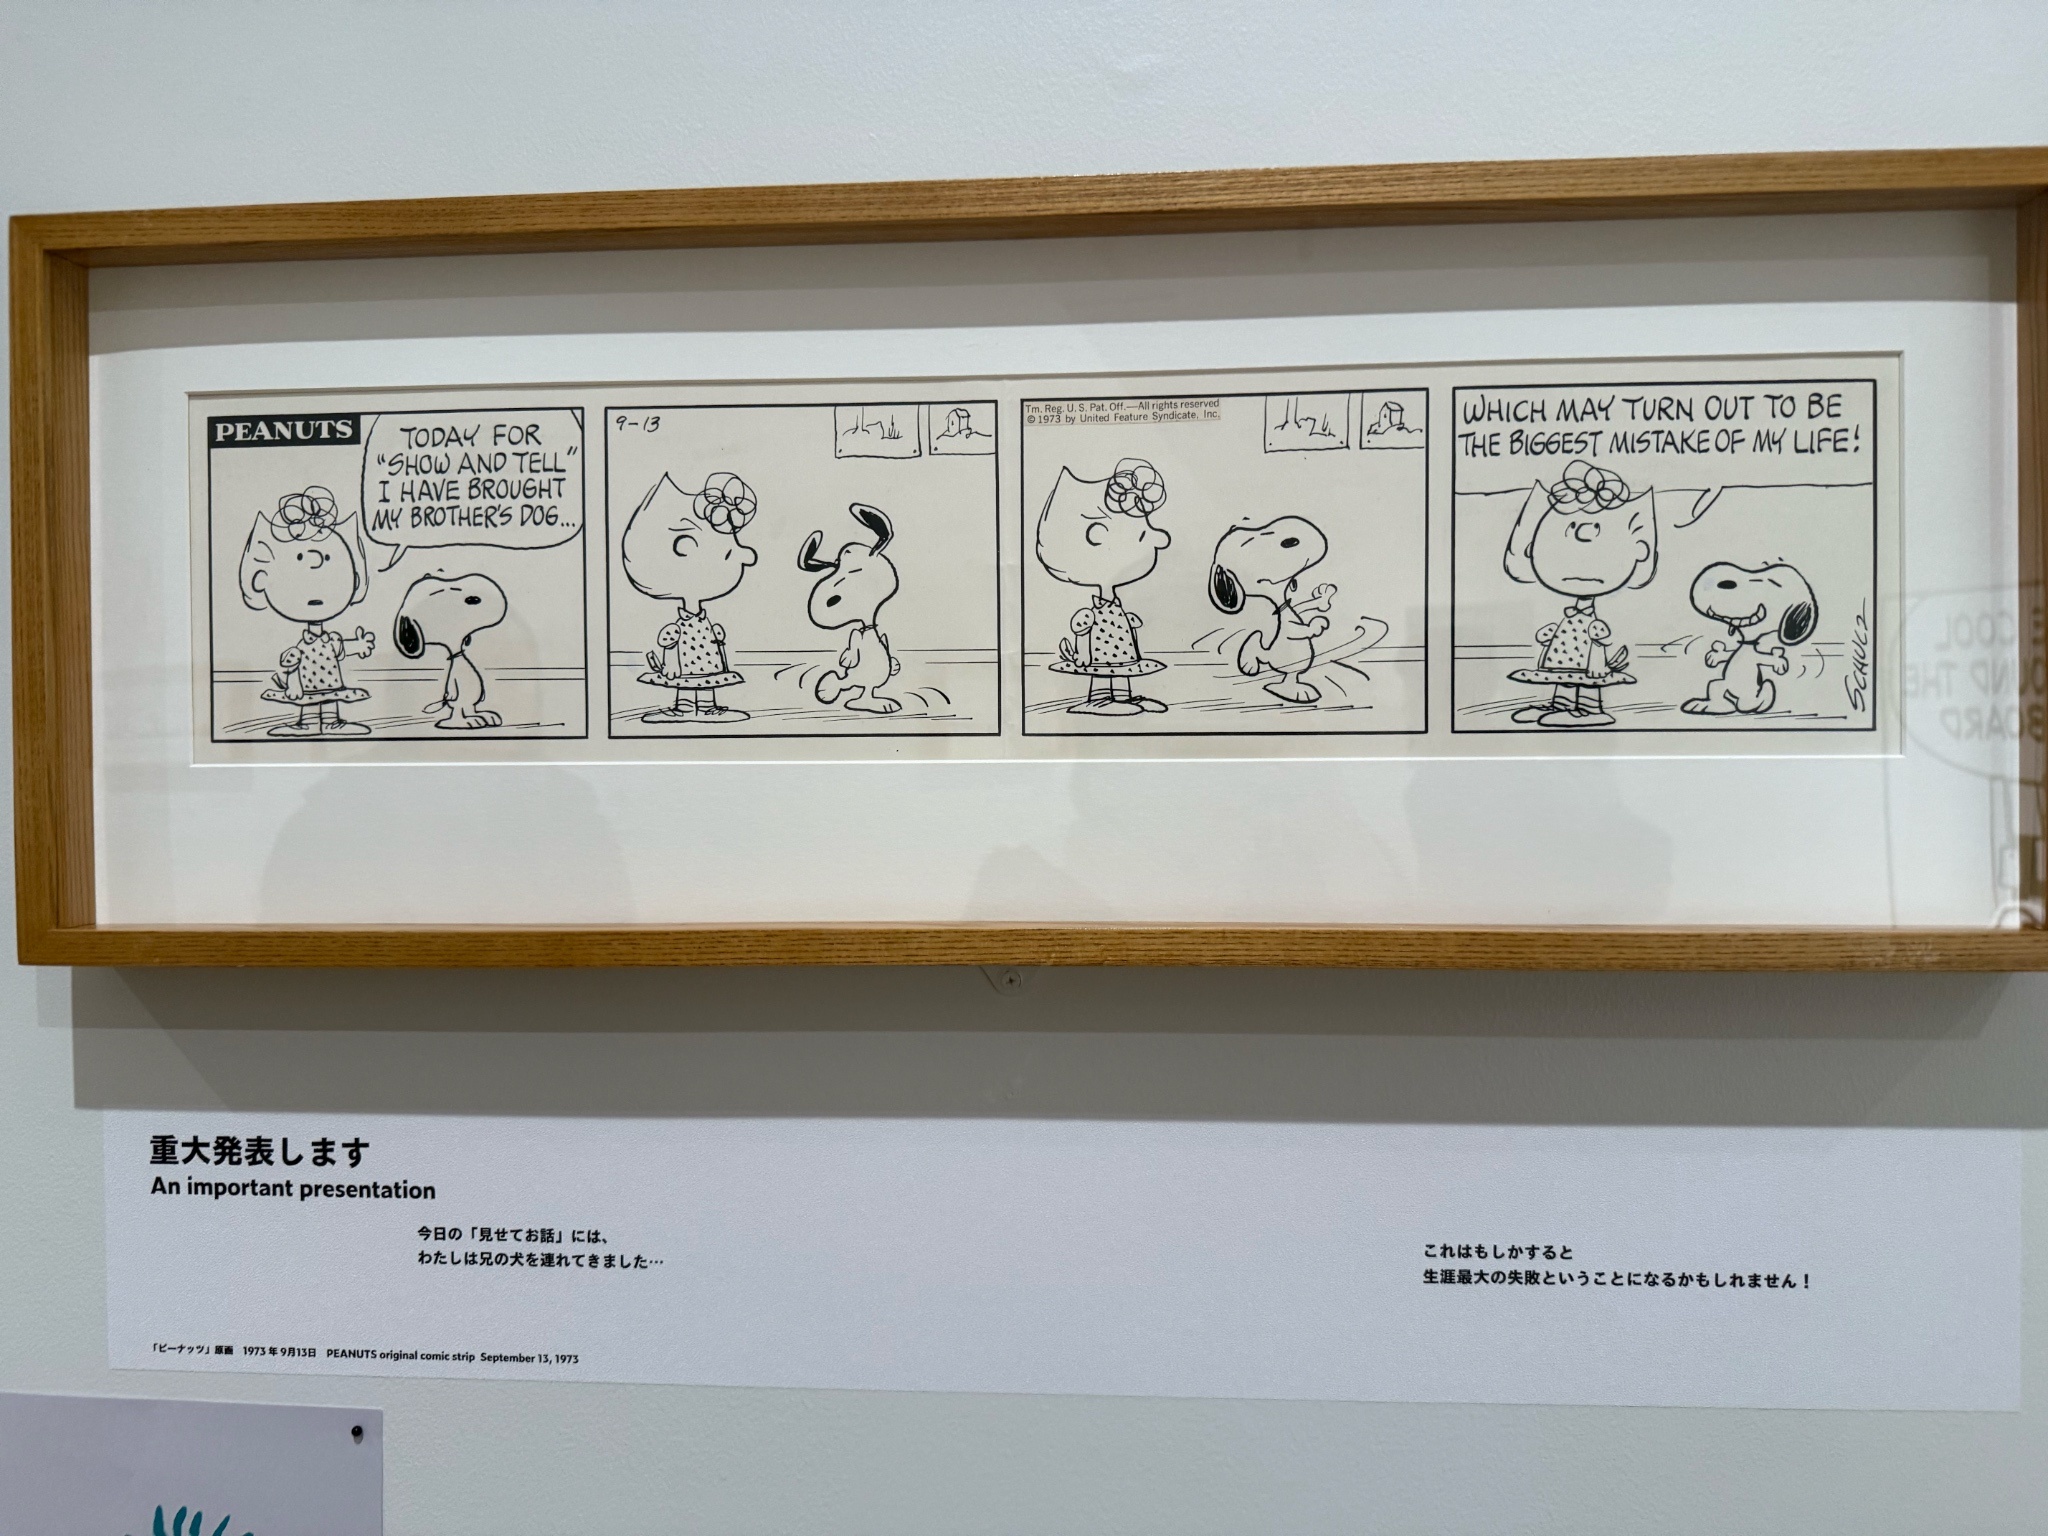 PEANUTS
TODAY FOR
"SHOW AND TELL"
I HAVE BROUGHT
MY BROTHER'S DOG...
9-13
Tm. Reg. U. S. Pat. Off.—All rights reserved
© 1973 by United Feature Syndicate, Inc.
WHICH MAY TURN OUT TO BE
THE BIGGEST MISTAKE OF MY LIFE!
SCHULZ
重大発表します
An important presentation
今日の「見せてお話」には、
わたしは兄の犬を連れてきました…
これはもしかすると
生涯最大の失敗ということになるかもしれません！
「ピーナッツ」原画 1973年9月13日 PEANUTS original comic strip September 13, 1973